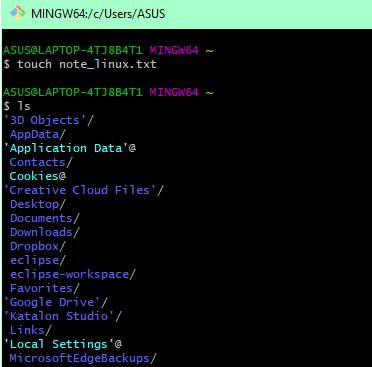 MINGW64:/c/Users/ASUS
ASUS@LAPTOP-4TJ8B4T1 MINGW64 ~
$ touch note_linux.txt
ASUS@LAPTOP-4TJ8B4T1 MINGW64 ~
$ ls
'3D Objects'/
AppData/
'Application Data'@
Contacts/
Cookies@
'Creative Cloud Files'/
Desktop/
Documents/
Downloads/
Dropbox/
eclipse/
eclipse-workspace/
Favorites/
'Google Drive'/
'Katalon Studio'/
Links/
'Local Settings'@
MicrosoftEdgeBackups/